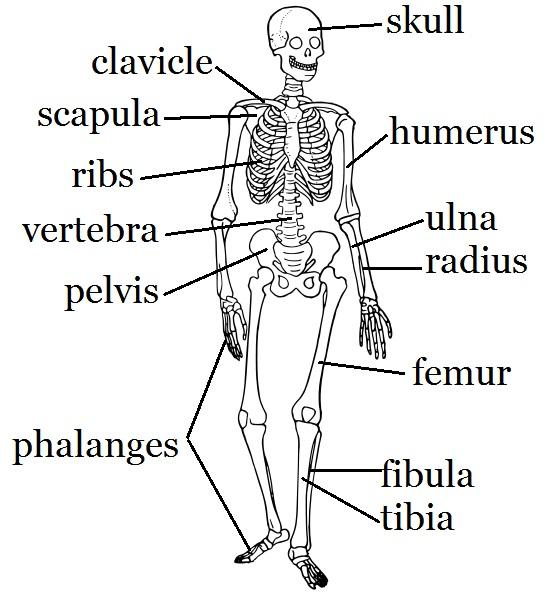 skull
clavicle
scapula
humerus
ribs
ulna
vertebra
radius
pelvis
femur
phalanges
fibula
tibia